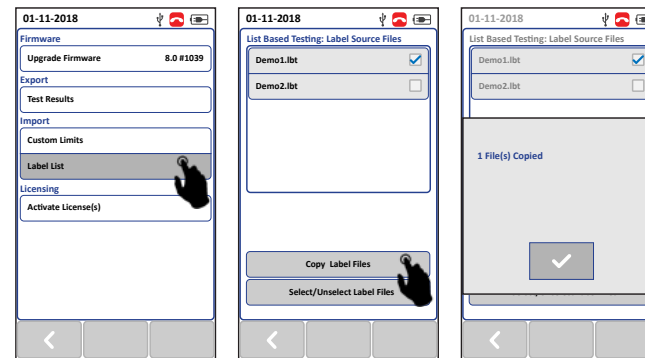 01-11-2018
Firmware
Upgrade Firmware 8.0 #1039
Export
Test Results
Import
Custom Limits
Label List
Licensing
Activate License(s)
01-11-2018
List Based Testing: Label Source Files
Demo1.lbt
Demo2.lbt
Copy Label Files
Select/Unselect Label Files
01-11-2018
List Based Testing: Label Source Files
Demo1.lbt
Demo2.lbt
1 File(s) Copied